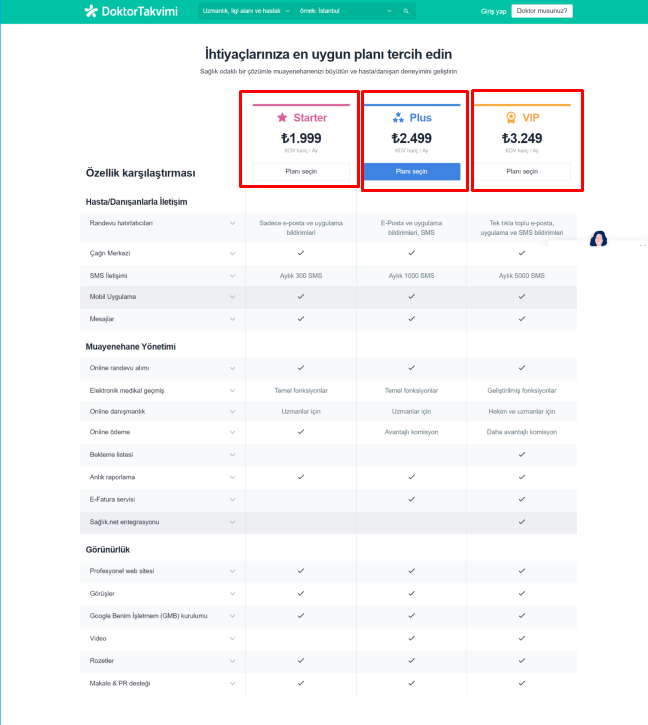 DoktorTakvimi
Uzmanlık, ilgi alanı ve hastalı
örnek: İstanbul
Giriş yap
Doktor musunuz?
İhtiyaçlarınıza en uygun planı tercih edin
Sağlık odaklı bir çözümle muayenehanenizi büyütün ve hasta/danışan deneyimini geliştirin
Starter
₺1.999
KDV hariç / Ay
Planı seçin
Plus
₺2.499
KDV hariç / Ay
Planı seçin
VIP
₺3.249
KDV hariç / Ay
Planı seçin
Özellik karşılaştırması
Hasta/Danışanlarla İletişim
Randevu hatırlatıcıları
Sadece e-posta ve uygulama
bildirimleri
E-Posta ve uygulama
bildirimleri, SMS
Tek tıkla toplu e-posta,
uygulama ve SMS bildirimleri
Çağrı Merkezi
SMS İletişimi
Aylık 300 SMS
Aylık 1000 SMS
Aylık 5000 SMS
Mobil Uygulama
Mesajlar
Muayenehane Yönetimi
Online randevu alımı
Elektronik medikal geçmiş
Temel fonksiyonlar
Temel fonksiyonlar
Geliştirilmiş fonksiyonlar
Online danışmanlık
Uzmanlar için
Uzmanlar için
Hekim ve uzmanlar için
Online ödeme
Avantajlı komisyon
Daha avantajlı komisyon
Bekleme listesi
Anlık raporlama
E-Fatura servisi
Sağlık.net entegrasyonu
Görünürlük
Profesyonel web sitesi
Görüşler
Google Benim İşletmem (GMB) kurulumu
Video
Rozetler
Makale & PR desteği